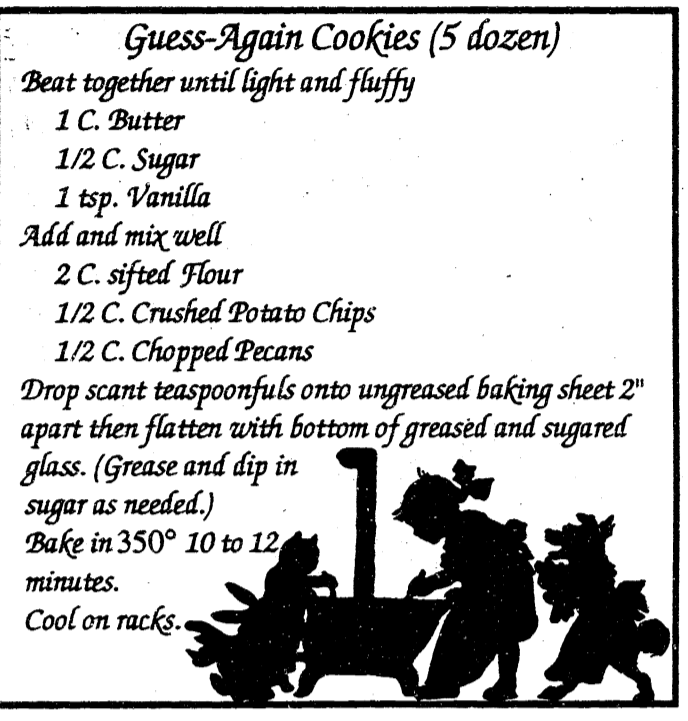 Guess-Again Cookies (5 dozen)
Beat together until light and fluffy
1 C. Butter
1/2 C. Sugar
1 tsp. Vanilla
Add and mix well
2 C. sifted Flour
1/2 C. Crushed Potato Chips
1/2 C. Chopped Pecans
Drop scant teaspoonfuls onto ungreased baking sheet 2"
apart then flatten with bottom of greased and sugared
glass. (Grease and dip in
sugar as needed.)
Bake in 350° 10 to 12
minutes.
Cool on racks.